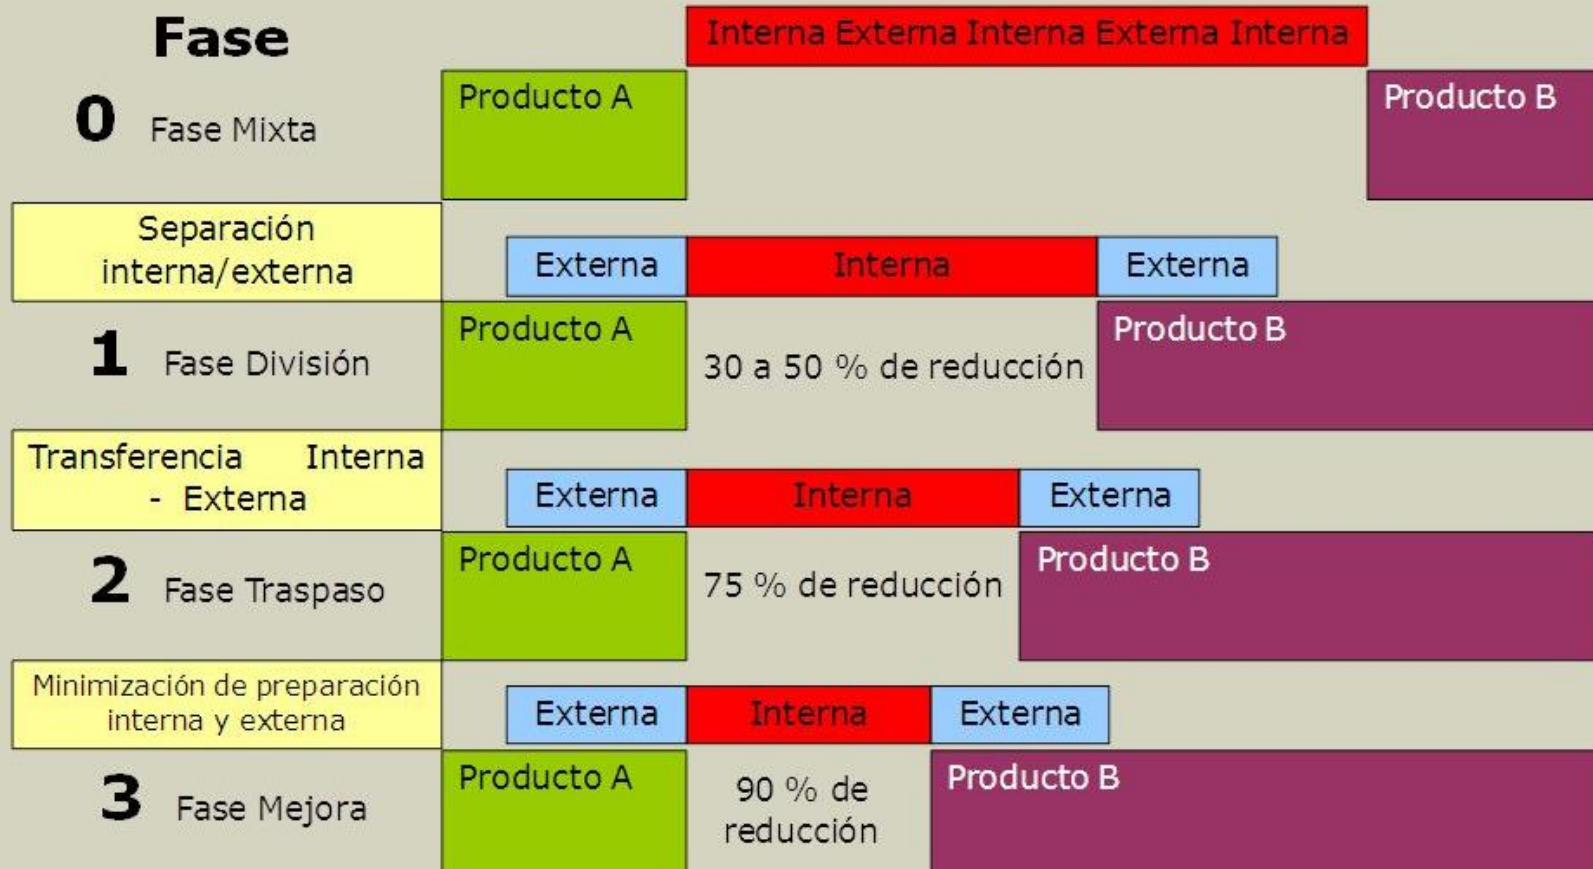 Fase
Interna Externa Interna Externa Interna
0 Fase Mixta
Producto A
Producto B
Separación
interna/externa
Externa
Interna
Externa
1 Fase División
Producto A
30 a 50 % de reducción
Producto B
Transferencia Interna
- Externa
Externa
Interna
Externa
2 Fase Traspaso
Producto A
75 % de reducción
Producto B
Minimización de preparación
interna y externa
Externa
Interna
Externa
3 Fase Mejora
Producto A
90 % de
reducción
Producto B